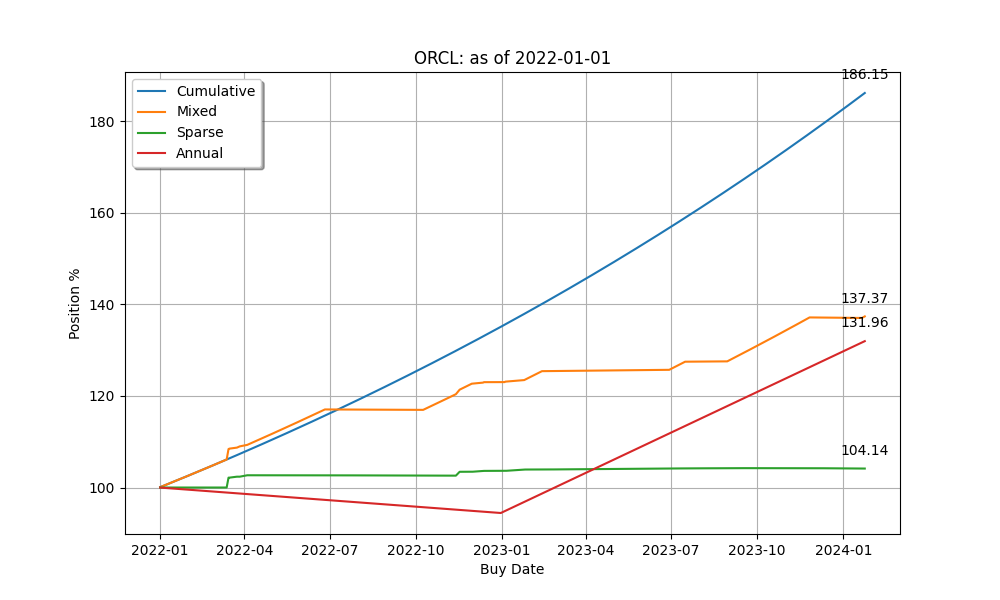 ORCL: as of 2022-01-01
186.15
Cumulative
Mixed
Sparse
Annual
180
160
140
120
100
137.37
131.96
104.14
Position %
2022-01 2022-04 2022-07 2022-10 2023-01 2023-04 2023-07 2023-10 2024-01
Buy Date